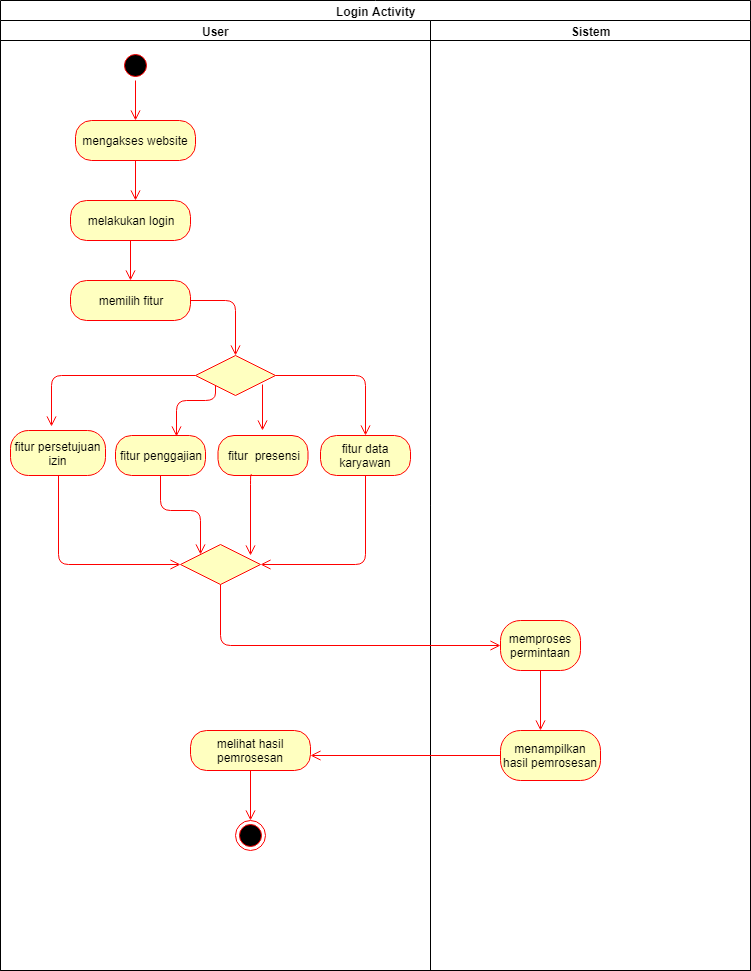 Login Activity
User
Sistem
mengakses website
melakukan login
memilih fitur
fitur persetujuan
izin
fitur penggajian
fitur presensi
fitur data
karyawan
memproses
permintaan
menampilkan
hasil pemrosesan
melihat hasil
pemrosesan